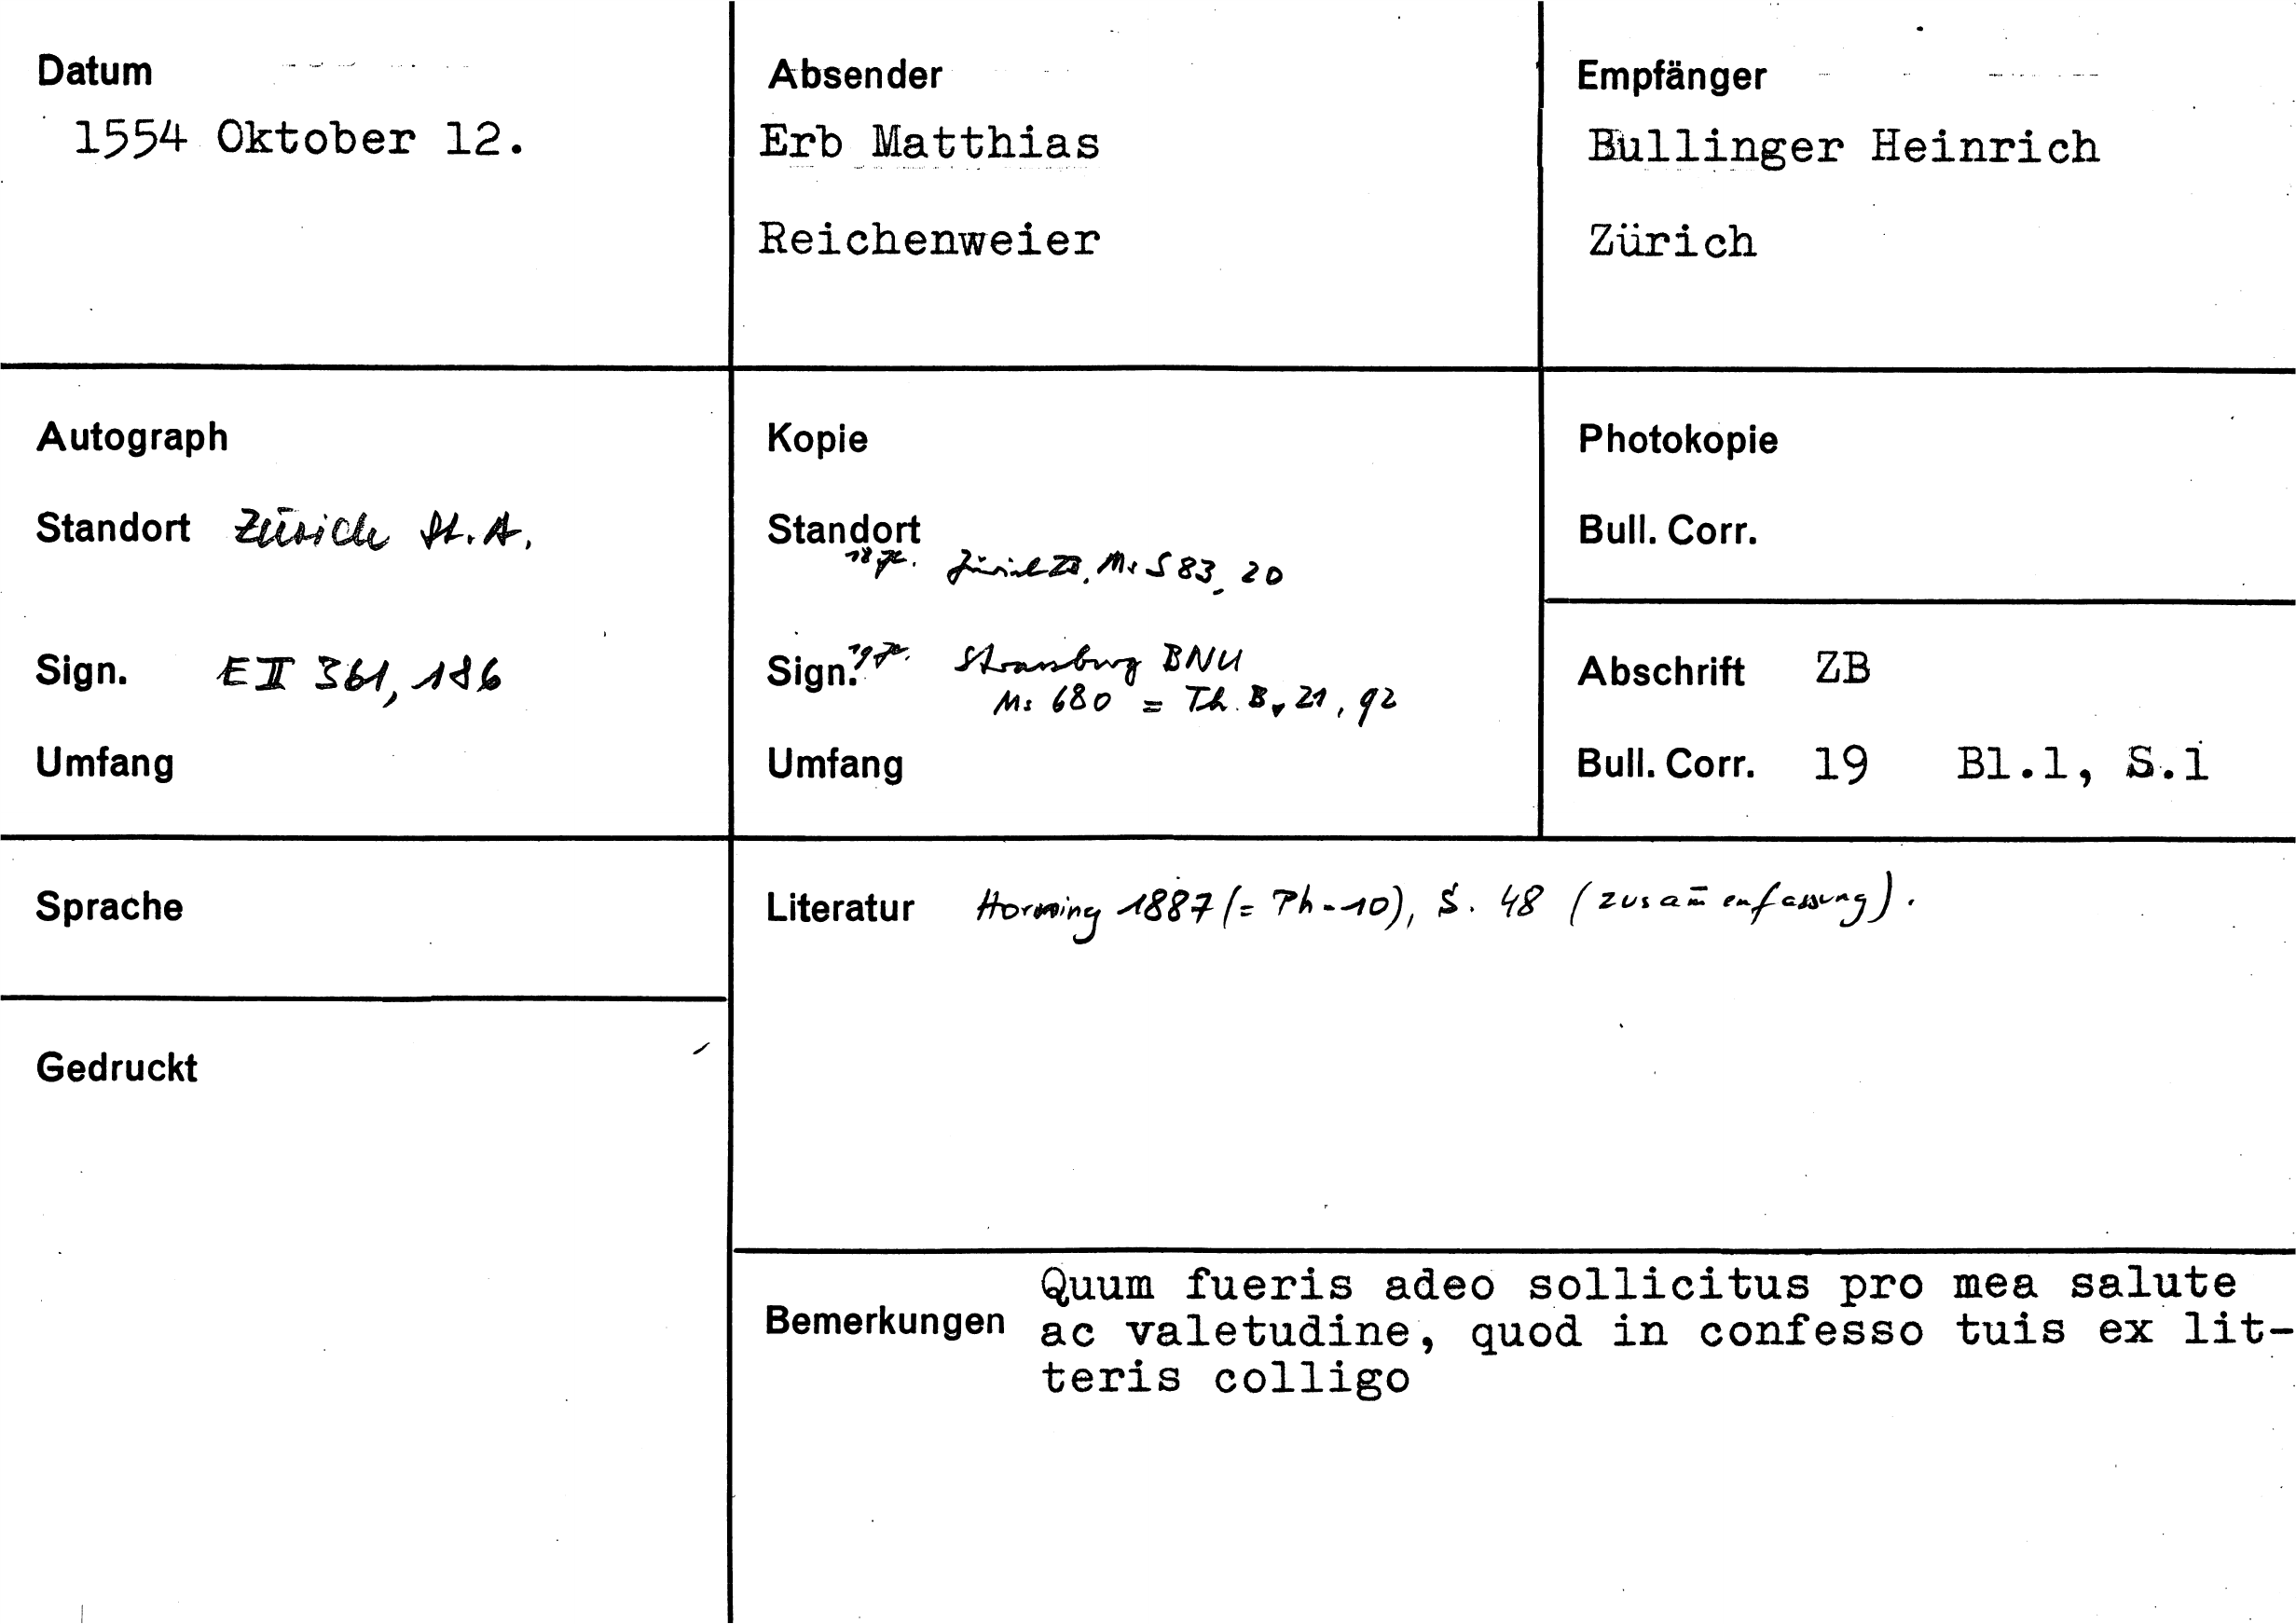 Datum
1554 Oktober 12.
Absender
Erb Matthias
Reichenweier
Empfänger
Bullinger Heinrich
Zürich
Autograph
Standort Zürich St.A.
Sign. E II 361, 186
Umfang
Kopie
Standort
18 Jh. Zürich ZB, Ms S 83, 20
Sign. 19 Jh. Strassburg BNU
Ms 680 = Th. B, 21, 92
Umfang
Photokopie
Bull. Corr.
Abschrift ZB
Bull. Corr. 19 Bl.1, S.1
Sprache
Gedruckt
Literatur Horning 1887 (= Ph-10), S. 48 (zusam̄enfassung).
Bemerkungen
Quum fueris adeo sollicitus pro mea salute
ac valetudine, quod in confesso tuis ex lit-
teris colligo